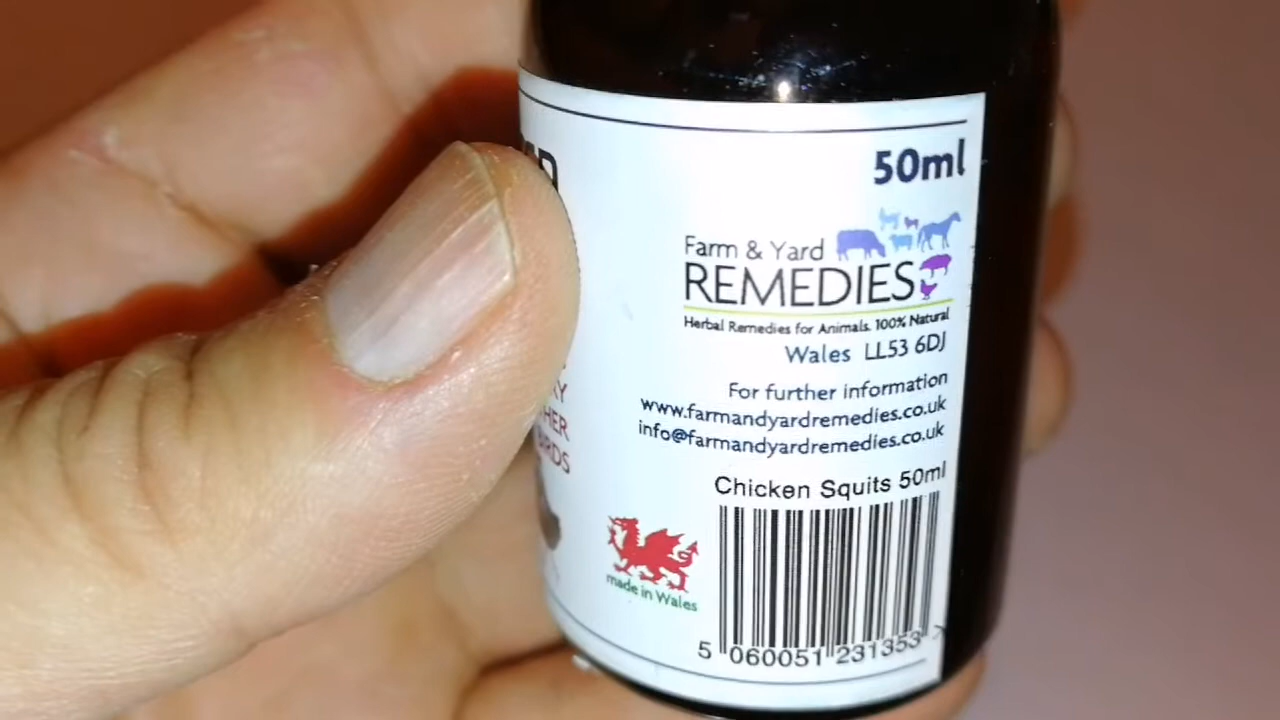 50ml
Farm & Yard
REMEDIES
Herbal Remedies for Animals. 100% Natural
Wales LL53 6DJ
For further information
www.farmandyardremedies.co.uk
info@farmandyardremedies.co.uk
Chicken Squits 50ml
made in Wales
5 060051 231353